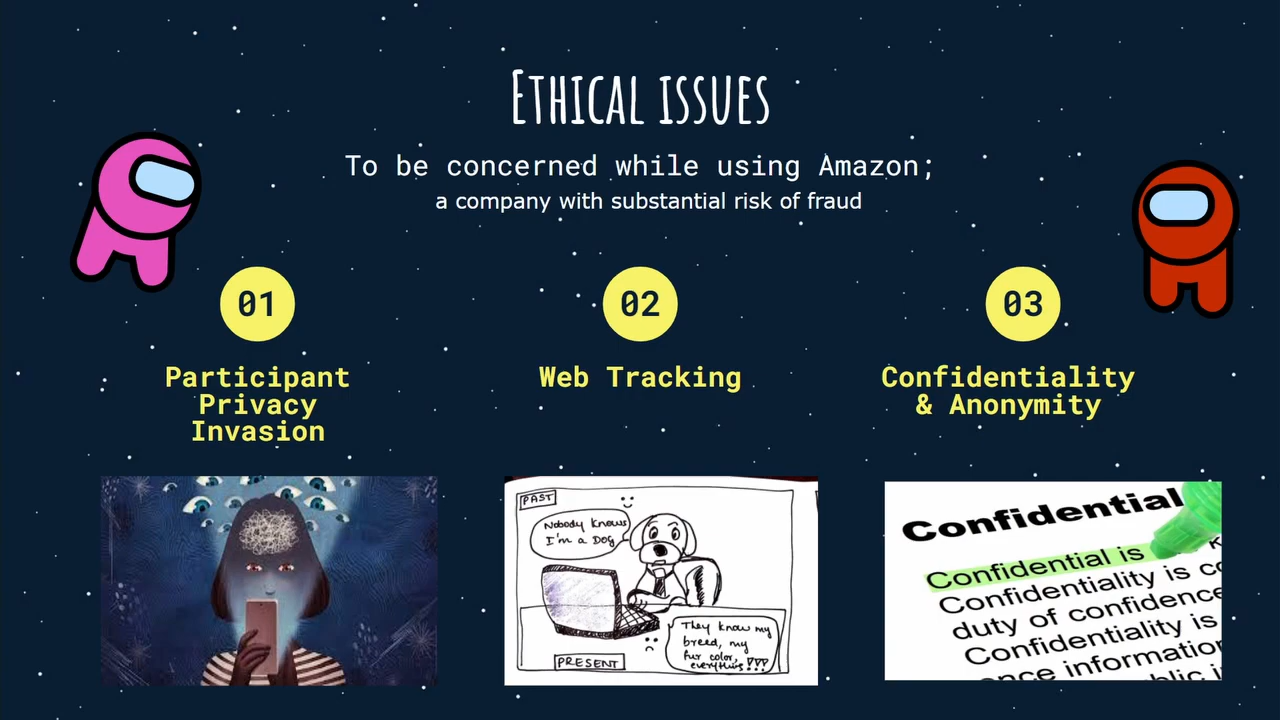 Ethical issues
To be concerned while using Amazon;
a company with substantial risk of fraud
01
02
03
Participant
Privacy
Invasion
Web Tracking
Confidentiality
& Anonymity
PAST
Nobody knows
I'm a DOG
They know my
breed, my
fur color,
everything!!!
PRESENT
Confidential
Confidential is
Confidentiality is co
duty of confidence
Confidentiality is
ence information
blic i